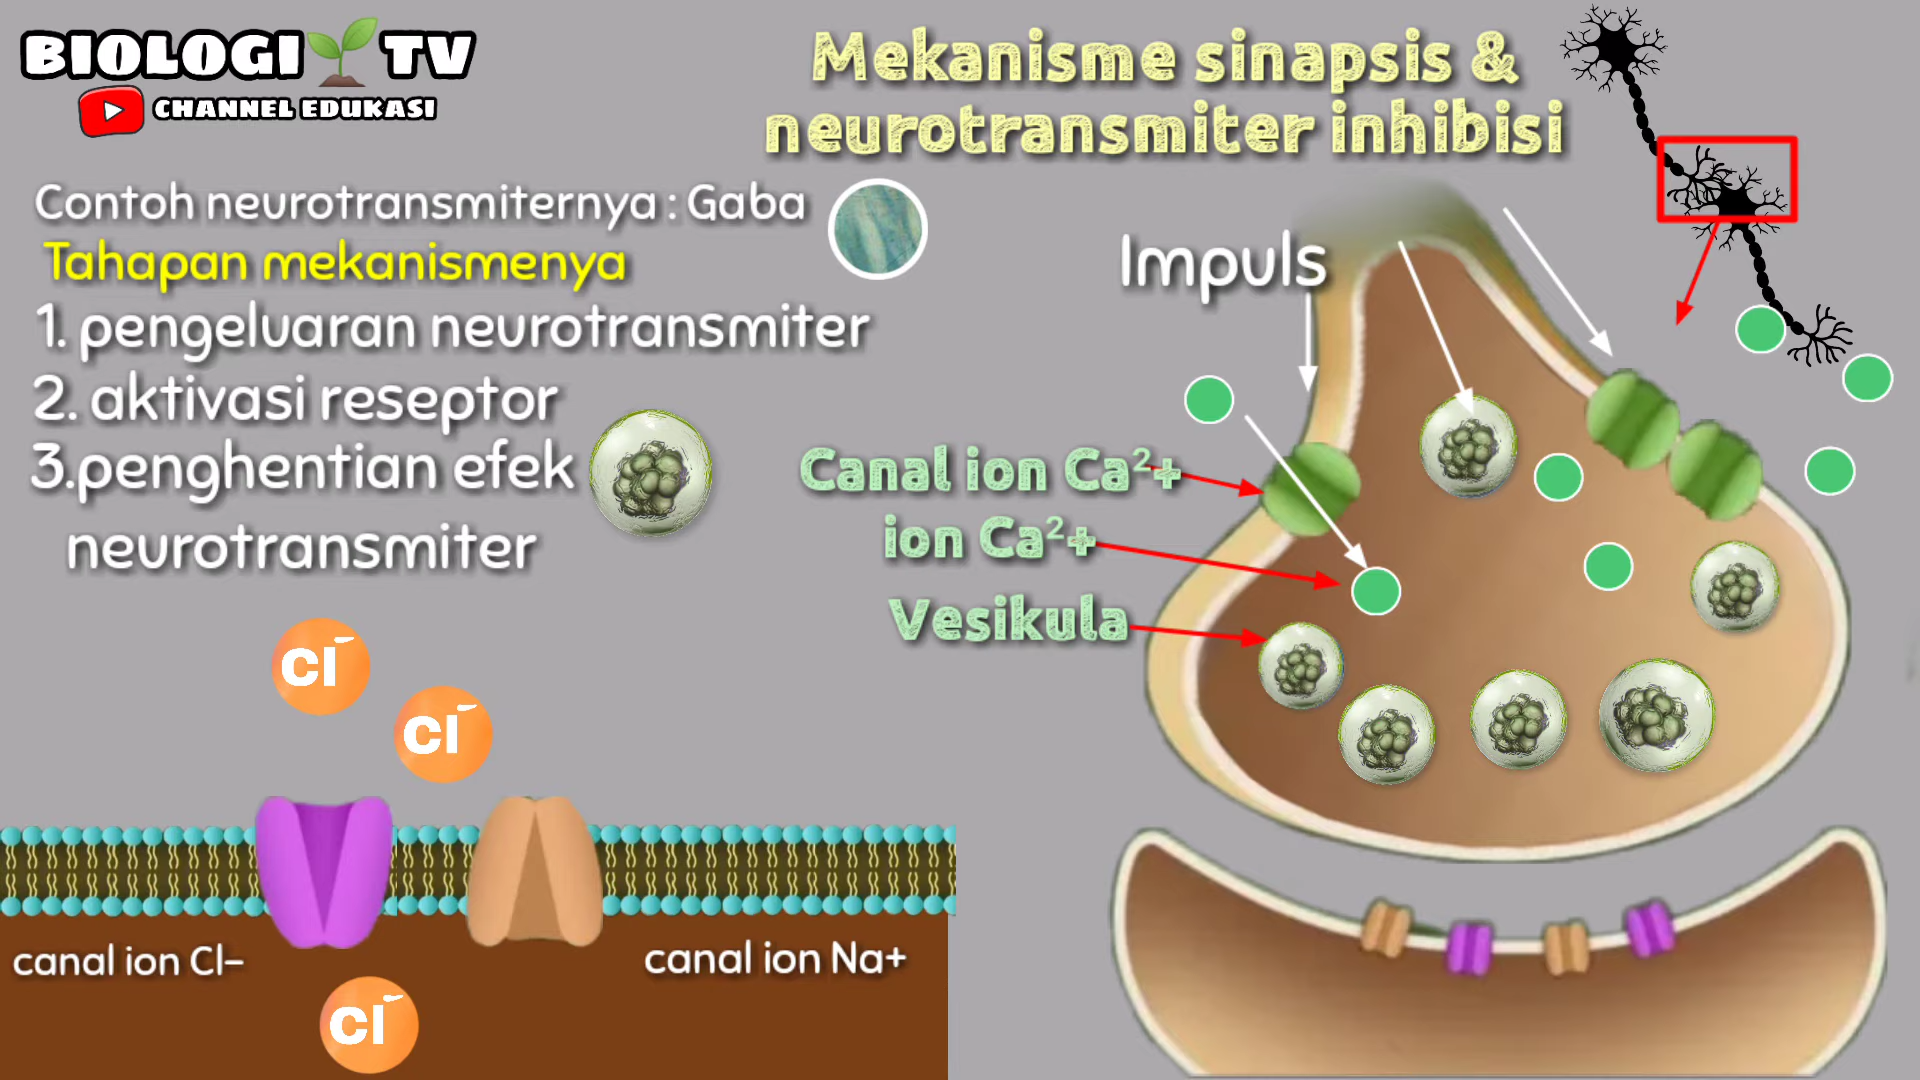 BIOLOGI TV
CHANNEL EDUKASI
Mekanisme sinapsis &
neurotransmiter inhibisi
Contoh neurotransmiternya : Gaba
Tahapan mekanismenya
1. pengeluaran neurotransmiter
2. aktivasi reseptor
3.penghentian efek
neurotransmiter
Impuls
Canal ion Ca²+
ion Ca²+
Vesikula
Cl-
Cl-
canal ion Cl-
canal ion Na+
Cl-